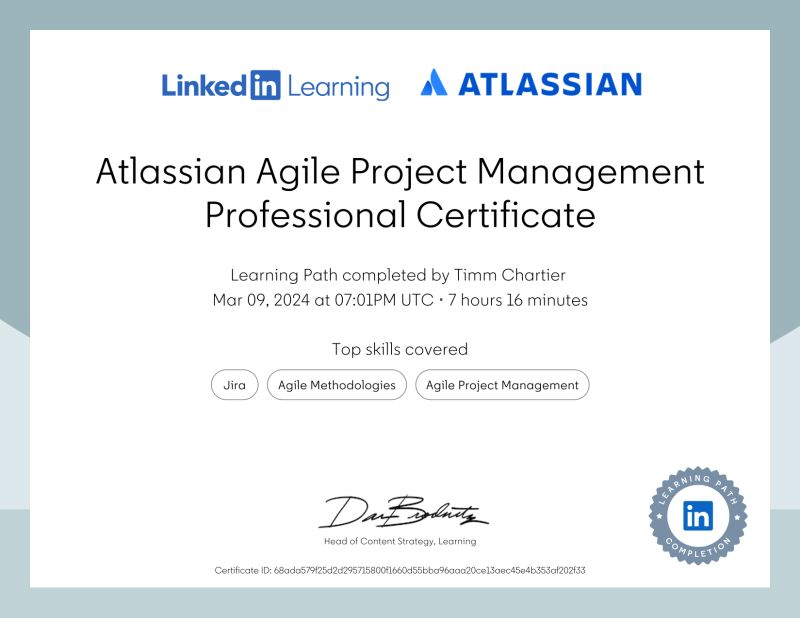 Linked in Learning ATLASSIAN
Atlassian Agile Project Management
Professional Certificate
Learning Path completed by Timm Chartier
Mar 09, 2024 at 07:01PM UTC • 7 hours 16 minutes
Top skills covered
Jira Agile Methodologies Agile Project Management
Head of Content Strategy, Learning
LEARNING PATH
in
COMPLETION
Certificate ID: 68ada579f25d2d295715800f1660d55bba96aaa20ce13aec45e4b353af202f33